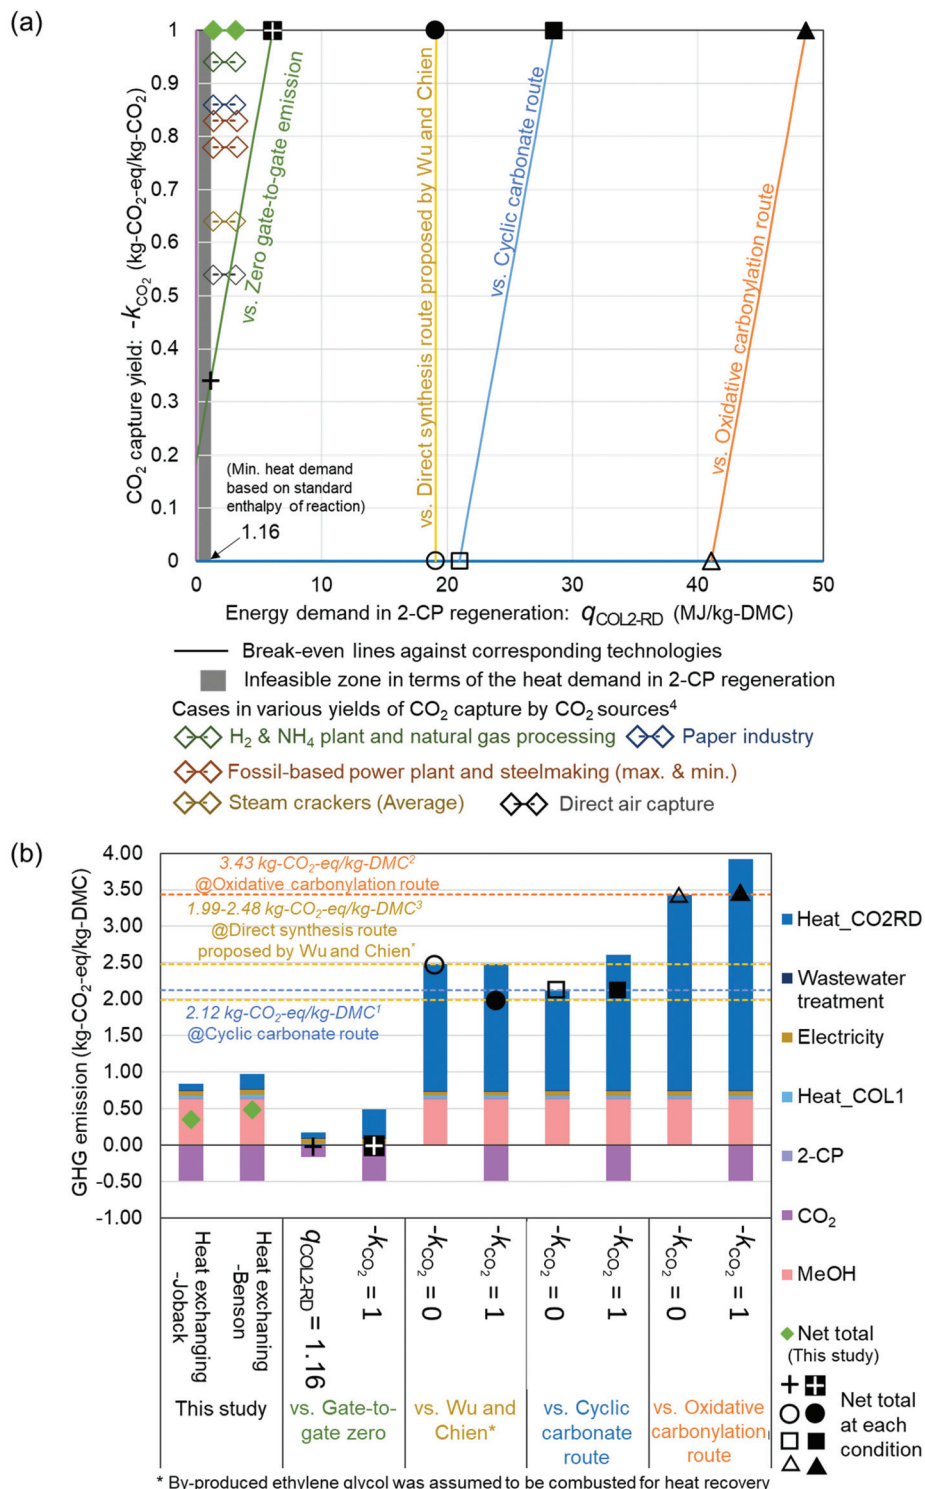 (a)
CO2 capture yield: -kCO2 (kg-CO2-eq/kg-CO2)
1
0.9
0.8
0.7
0.6
0.5
0.4
0.3
0.2
0.1
0
vs. Zero gate-to-gate emission
vs. Direct synthesis route proposed by Wu and Chien
vs. Cyclic carbonate route
vs. Oxidative carbonylation route
(Min. heat demand
based on standard
enthalpy of reaction)
1.16
0 10 20 30 40 50
Energy demand in 2-CP regeneration: qCOL2-RD (MJ/kg-DMC)
Break-even lines against corresponding technologies
Infeasible zone in terms of the heat demand in 2-CP regeneration
Cases in various yields of CO2 capture by CO2 sources4
H2 & NH4 plant and natural gas processing Paper industry
Fossil-based power plant and steelmaking (max. & min.)
Steam crackers (Average) Direct air capture
(b)
GHG emission (kg-CO2-eq/kg-DMC)
4.00
3.50
3.00
2.50
2.00
1.50
1.00
0.50
0.00
-0.50
-1.00
3.43 kg-CO2-eq/kg-DMC2
@Oxidative carbonylation route
1.99-2.48 kg-CO2-eq/kg-DMC3
@Direct synthesis route
proposed by Wu and Chien*
2.12 kg-CO2-eq/kg-DMC1
@Cyclic carbonate route
Heat exchanging
-Joback
Heat exchaning
-Benson
qCOL2-RD = 1.16
-kCO2 = 1
-kCO2 = 0
-kCO2 = 1
-kCO2 = 0
-kCO2 = 1
-kCO2 = 0
-kCO2 = 1
This study
vs. Gate-to-
gate zero
vs. Wu and
Chien*
vs. Cyclic
carbonate
route
vs. Oxidative
carbonylation
route
Heat_CO2RD
Wastewater
treatment
Electricity
Heat_COL1
2-CP
CO2
MeOH
Net total
(This study)
Net total
at each
condition
* By-produced ethylene glycol was assumed to be combusted for heat recovery